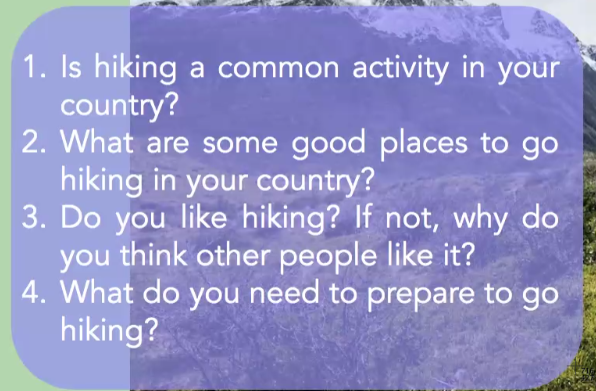 1. Is hiking a common activity in your
country?
2. What are some good places to go
hiking in your country?
3. Do you like hiking? If not, why do
you think other people like it?
4. What do you need to prepare to go
hiking?